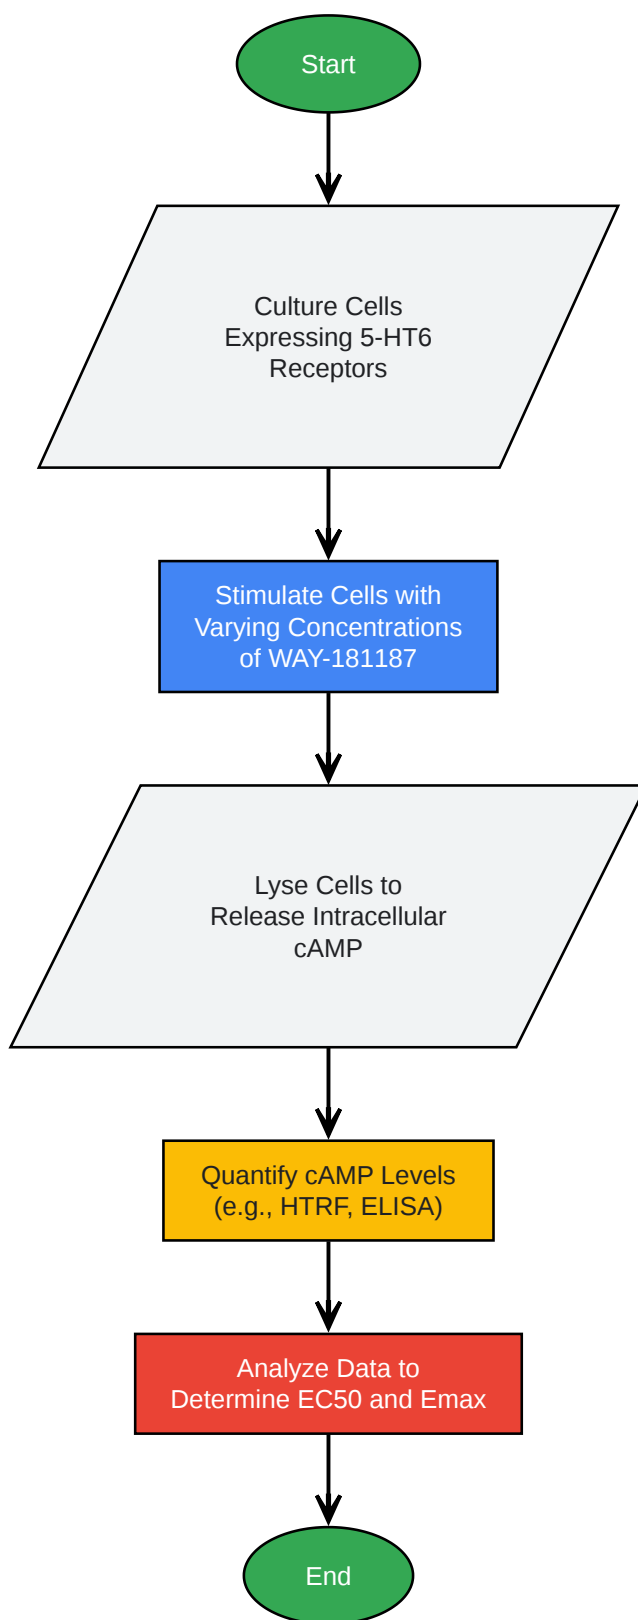 Start
Culture Cells
Expressing 5-HT6
Receptors
Stimulate Cells with
Varying Concentrations
of WAY-181187
Lyse Cells to
Release Intracellular
cAMP
Quantify cAMP Levels
(e.g., HTRF, ELISA)
Analyze Data to
Determine EC50 and Emax
End